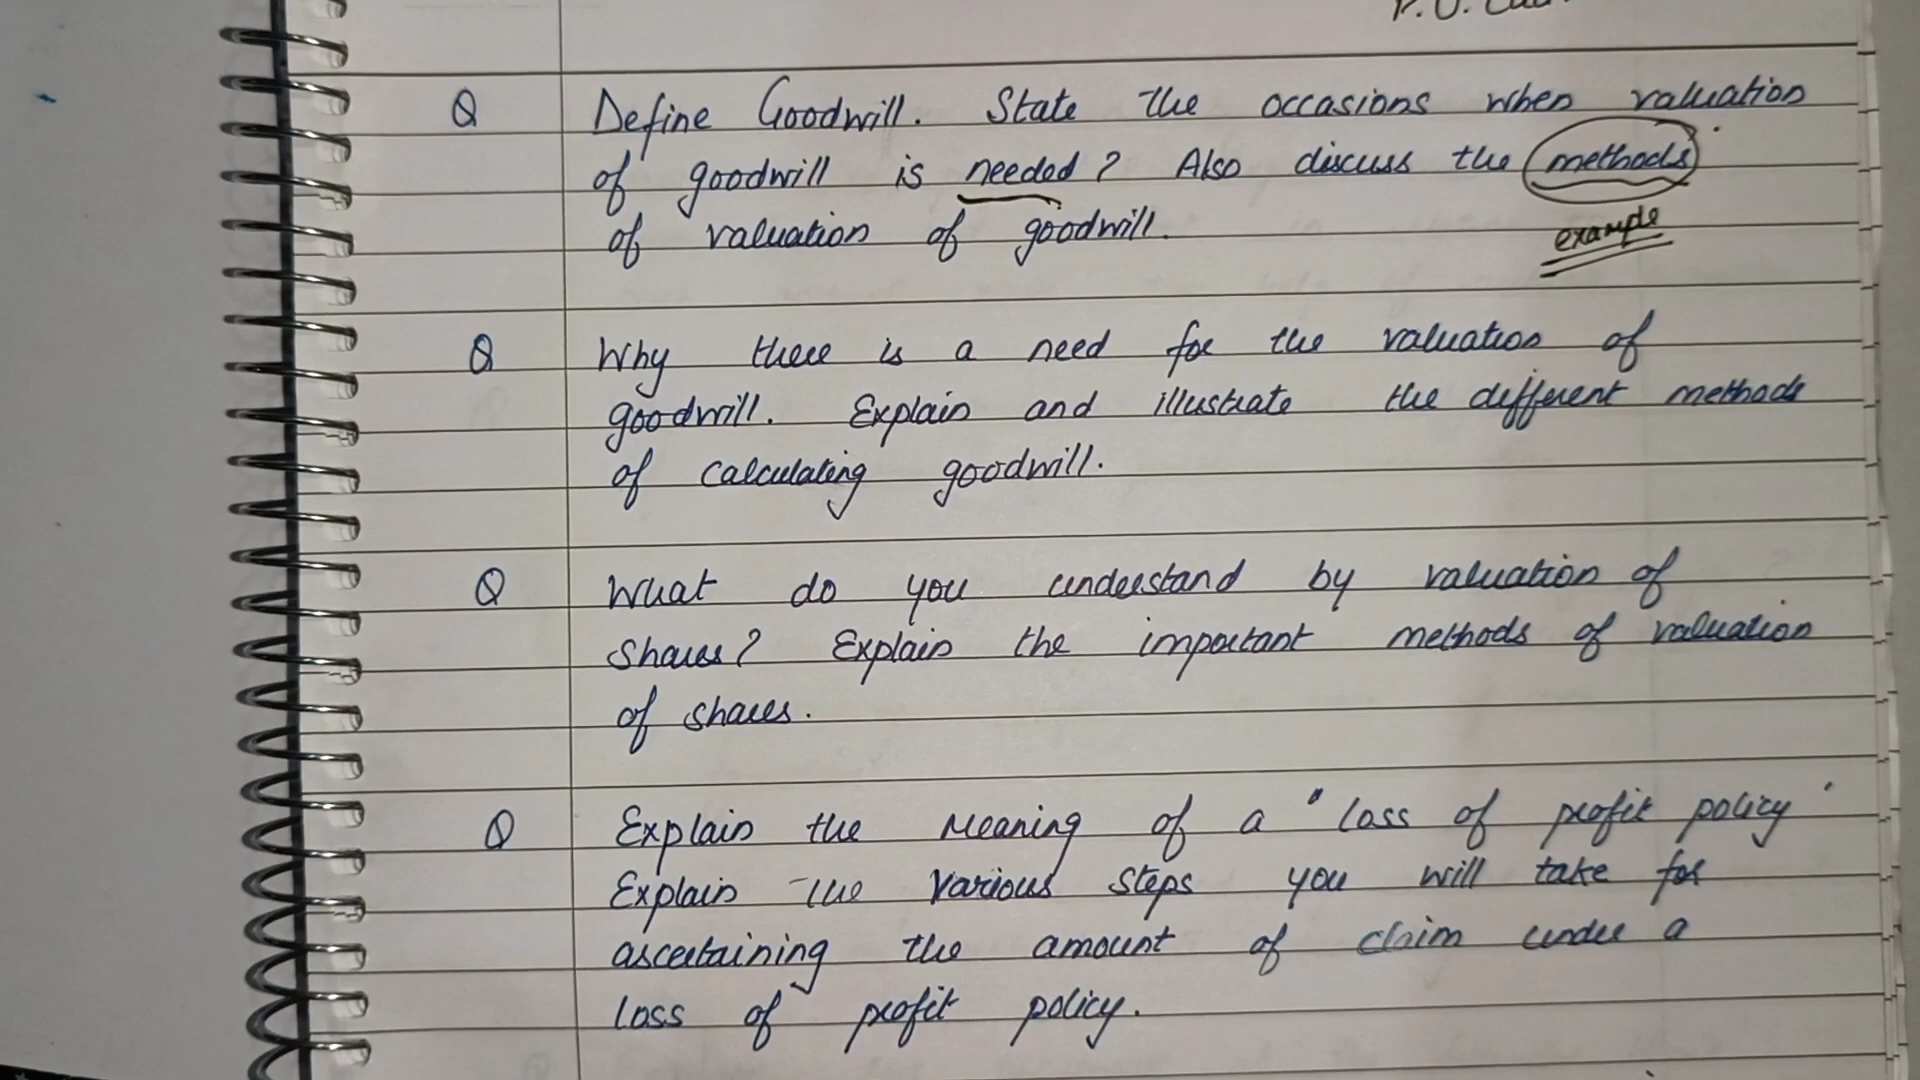 Q Define Goodwill. State the occasions when valuation
of goodwill is needed? Also discuss the methods
of valuation of goodwill.
example
Q Why there is a need for the valuation of
goodwill. Explain and illustrate the different methods
of calculating goodwill.
Q What do you understand by valuation of
shares? Explain the important methods of valuation
of shares.
Q Explain the Meaning of a "loss of profit policy"
Explain the various steps you will take for
ascertaining the amount of claim under a
loss of profit policy.